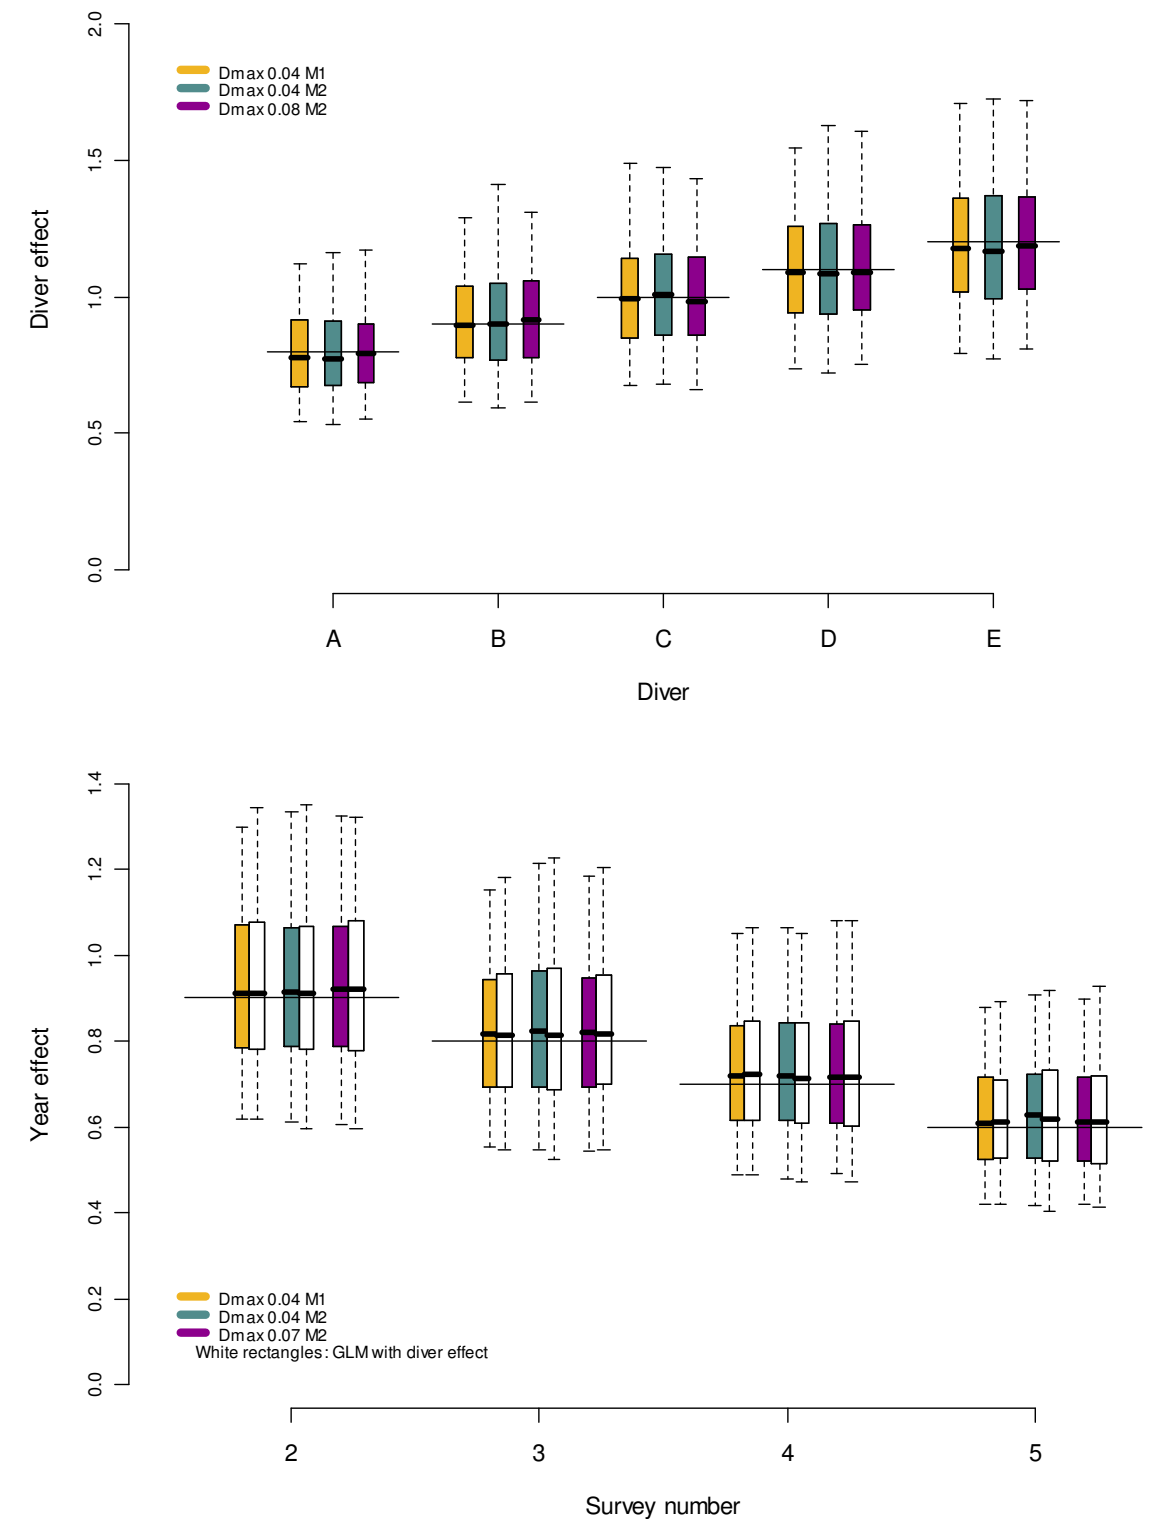 2.0
1.5
1.0
0.5
0.0
Diver effect
Dmax 0.04 M1
Dmax 0.04 M2
Dmax 0.08 M2
A B C D E
Diver
1.4
1.2
1.0
0.8
0.6
0.4
0.2
0.0
Year effect
Dmax 0.04 M1
Dmax 0.04 M2
Dmax 0.07 M2
White rectangles: GLM with diver effect
2 3 4 5
Survey number